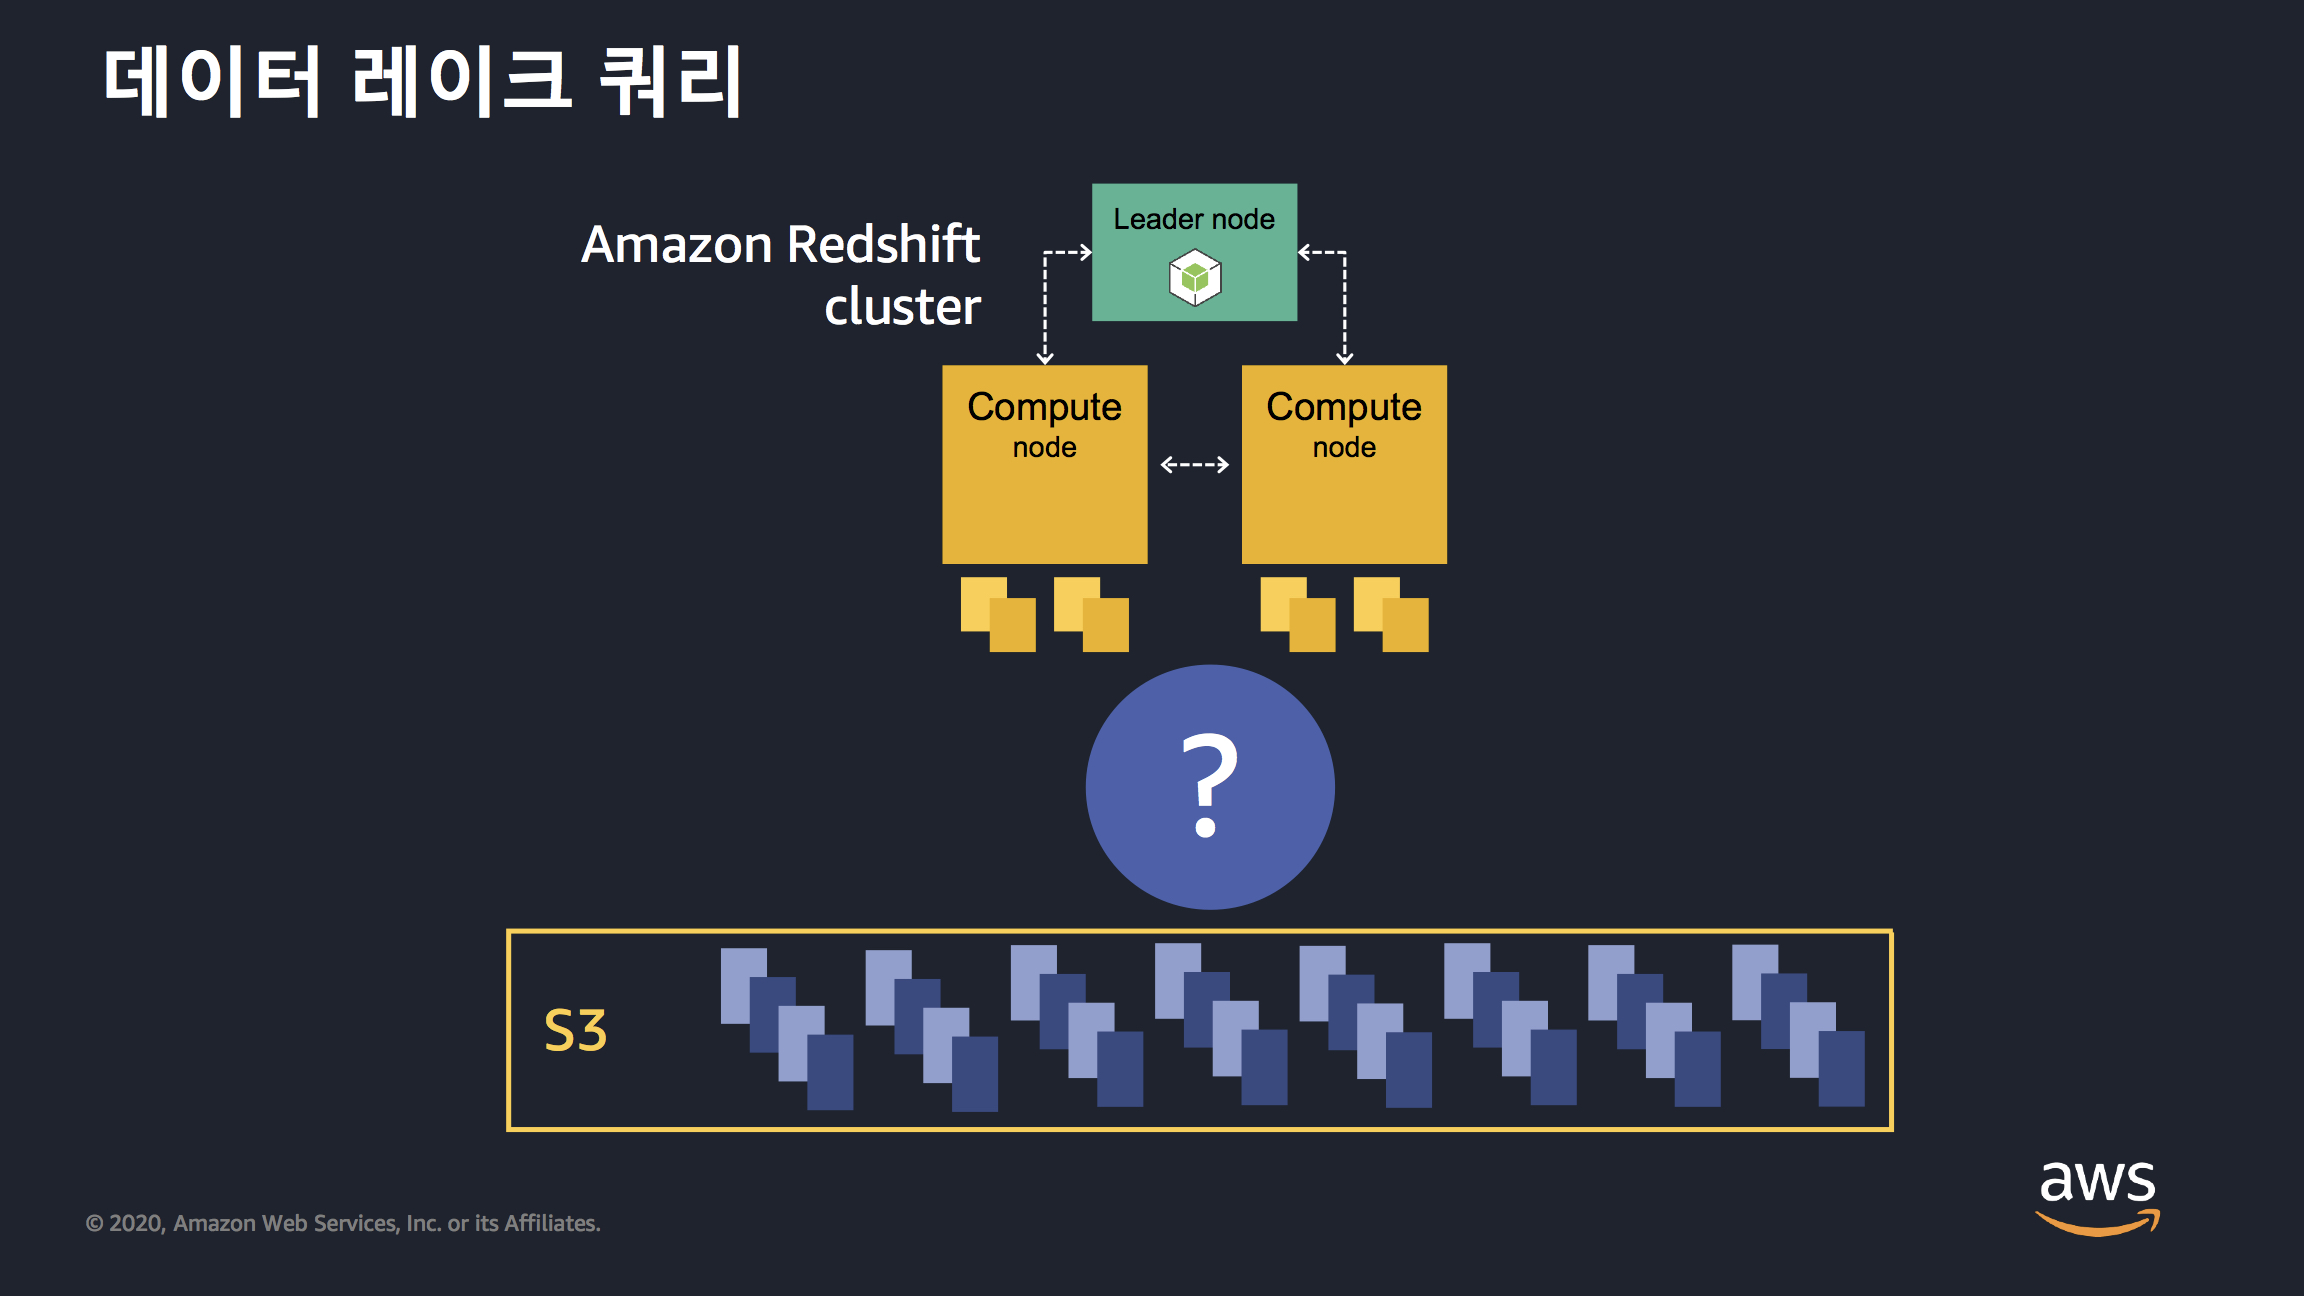 데이터 레이크 쿼리
Amazon Redshift
cluster
Leader node
Compute
node
Compute
node
?
S3
© 2020, Amazon Web Services, Inc. or its Affiliates.
aws